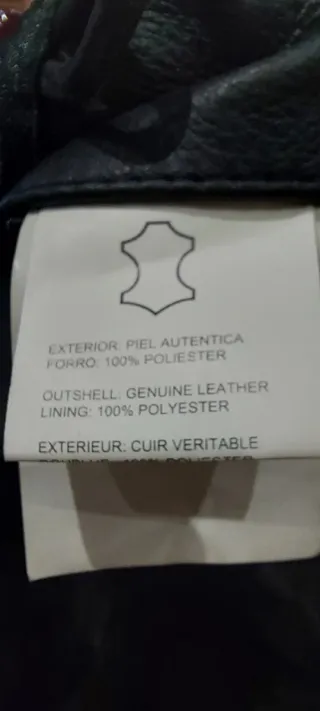 EXTERIOR: PIEL AUTENTICA
FORRO: 100% POLIESTER
OUTSHELL: GENUINE LEATHER
LINING: 100% POLYESTER
EXTERIEUR: CUIR VERITABLE